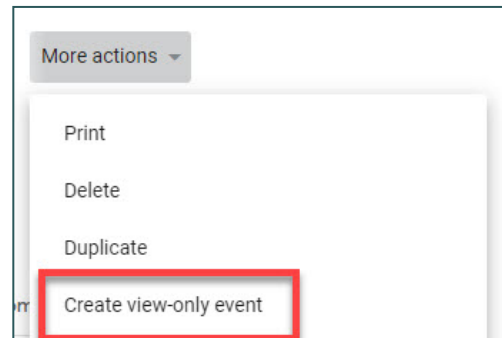 More actions
Print
Delete
Duplicate
Create view-only event